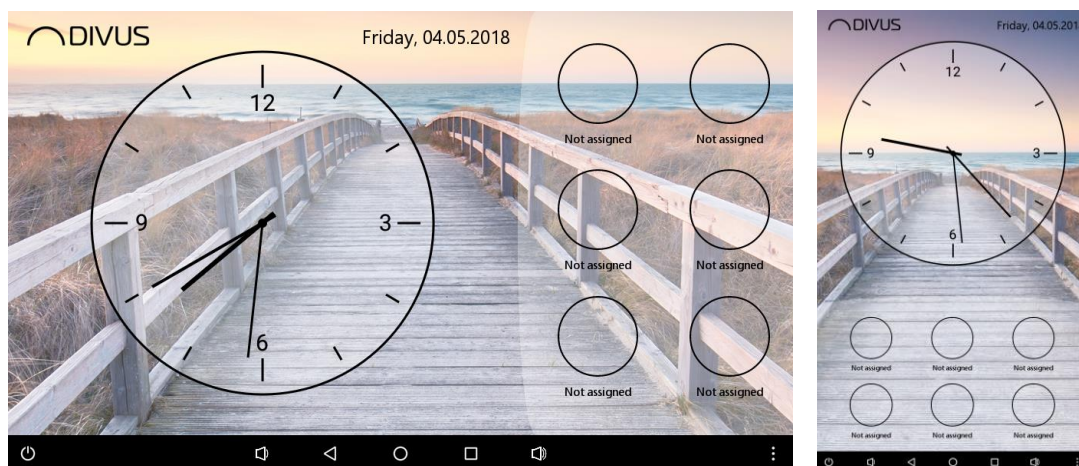 DIVUS
Friday, 04.05.2018
12
9
3
6
Not assigned Not assigned
Not assigned Not assigned
Not assigned Not assigned
DIVUS
Friday, 04.05.201
12
9
3
6
Not assigned Not assigned Not assigned
Not assigned Not assigned Not assigned